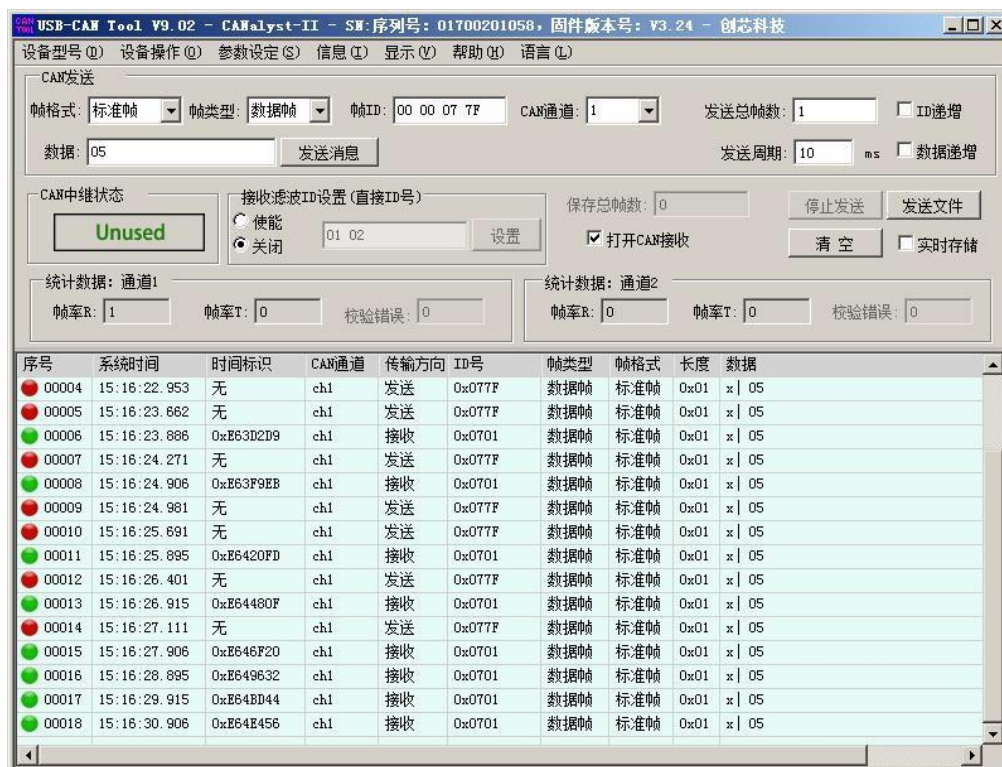 USB-CAN Tool V9.02 - CANalyst-II - SN:序列号: 01700201058, 固件版本号: V3.24 - 创芯科技
设备型号(D) 设备操作(O) 参数设定(S) 信息(I) 显示(V) 帮助(H) 语言(L)
CAN发送
帧格式: 标准帧 帧类型: 数据帧 帧ID: 00 00 07 7F CAN通道: 1 发送总帧数: 1 ID递增
数据: 05 发送消息 发送周期: 10 ms 数据递增
CAN中继状态 接收滤波ID设置(直接ID号)
Unused 使能 关闭 01 02 设置
保存总帧数: 0 停止发送 发送文件
打开CAN接收 清 空 实时存储
统计数据: 通道1 统计数据: 通道2
帧率R: 1 帧率T: 0 校验错误: 0 帧率R: 0 帧率T: 0 校验错误: 0
序号 系统时间 时间标识 CAN通道 传输方向 ID号 帧类型 帧格式 长度 数据
00004 15:16:22.953 无 ch1 发送 0x077F 数据帧 标准帧 0x01 x| 05
00005 15:16:23.662 无 ch1 发送 0x077F 数据帧 标准帧 0x01 x| 05
00006 15:16:23.886 0xE63D2D9 ch1 接收 0x0701 数据帧 标准帧 0x01 x| 05
00007 15:16:24.271 无 ch1 发送 0x077F 数据帧 标准帧 0x01 x| 05
00008 15:16:24.906 0xE63F9EB ch1 接收 0x0701 数据帧 标准帧 0x01 x| 05
00009 15:16:24.981 无 ch1 发送 0x077F 数据帧 标准帧 0x01 x| 05
00010 15:16:25.691 无 ch1 发送 0x077F 数据帧 标准帧 0x01 x| 05
00011 15:16:25.895 0xE6420FD ch1 接收 0x0701 数据帧 标准帧 0x01 x| 05
00012 15:16:26.401 无 ch1 发送 0x077F 数据帧 标准帧 0x01 x| 05
00013 15:16:26.915 0xE64480F ch1 接收 0x0701 数据帧 标准帧 0x01 x| 05
00014 15:16:27.111 无 ch1 发送 0x077F 数据帧 标准帧 0x01 x| 05
00015 15:16:27.906 0xE646F20 ch1 接收 0x0701 数据帧 标准帧 0x01 x| 05
00016 15:16:28.895 0xE649632 ch1 接收 0x0701 数据帧 标准帧 0x01 x| 05
00017 15:16:29.915 0xE64BD44 ch1 接收 0x0701 数据帧 标准帧 0x01 x| 05
00018 15:16:30.906 0xE64E456 ch1 接收 0x0701 数据帧 标准帧 0x01 x| 05